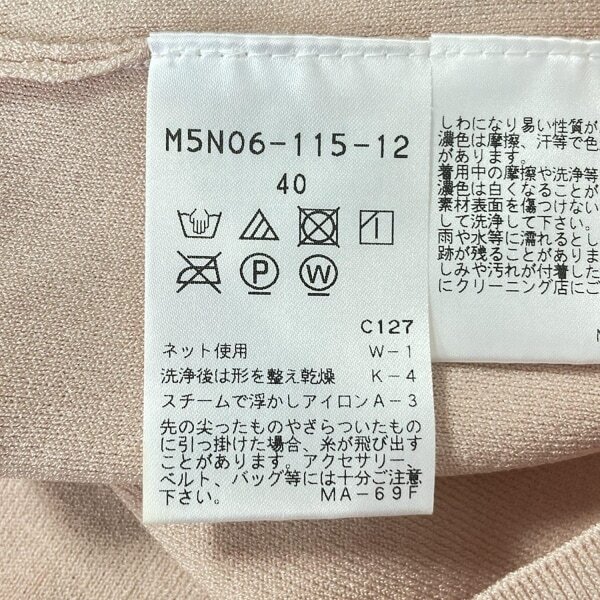 M5N06-115-12
40
P W
C127
ネット使用 W-1
洗浄後は形を整え乾燥 K-4
スチームで浮かしアイロン A-3
先の尖ったものやざらついたもの
に引っ掛けた場合、糸が飛び出す
ことがあります。アクセサリー、
ベルト、バッグ等には十分ご注意
下さい。 MA-69F
しわになり易い性質が
濃色は摩擦、汗等で色
があります。
着用中の摩擦や洗浄等
濃色は白くなることが
素材表面を傷つけない
して洗浄して下さい。
雨や水等に濡れるとし
跡が残ることがありま
しみや汚れが付着した
にクリーニング店にご